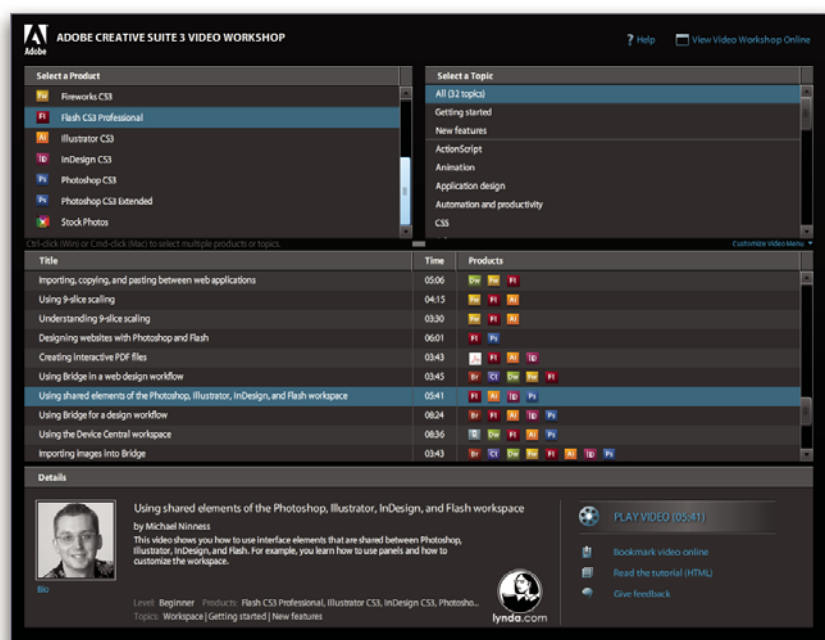 Adobe
ADOBE CREATIVE SUITE 3 VIDEO WORKSHOP
? Help
View Video Workshop Online
Select a Product
Fw Fireworks CS3
Fl Flash CS3 Professional
Ai Illustrator CS3
ID InDesign CS3
Ps Photoshop CS3
Ps Photoshop CS3 Extended
Stock Photos
Select a Topic
All (32 topics)
Getting started
New features
ActionScript
Animation
Application design
Automation and productivity
CSS
Ctrl-click (Win) or Cmd-click (Mac) to select multiple products or topics.
Customize Video Menu
Title Time Products
Importing, copying, and pasting between web applications 05:06 Dw Fw Fl
Using 9-slice scaling 04:15 Fw Fl Ai
Understanding 9-slice scaling 03:30 Fw Fl Ai
Designing websites with Photoshop and Flash 06:01 Fl Ps
Creating interactive PDF files 03:43 Fl Ai ID
Using Bridge in a web design workflow 03:45 Br Ct Dw Fw Fl
Using shared elements of the Photoshop, Illustrator, InDesign, and Flash workspace 05:41 Fl Ai ID Ps
Using Bridge for a design workflow 08:24 Br Fl Ai ID Ps
Using the Device Central workspace 08:36 Dw Fl Ai Ps
Importing images into Bridge 03:43 Br Ct Dw Fw Fl Ai ID Ps
Details
Using shared elements of the Photoshop, Illustrator, InDesign, and Flash workspace
by Michael Ninness
This video shows you how to use interface elements that are shared between Photoshop,
Illustrator, InDesign, and Flash. For example, you learn how to use panels and how to
customize the workspace.
Bio
Level: Beginner Products: Flash CS3 Professional, Illustrator CS3, InDesign CS3, Photosho...
Topics: Workspace | Getting started | New features
lynda.com
PLAY VIDEO (05:41)
Bookmark video online
Read the tutorial (HTML)
Give feedback